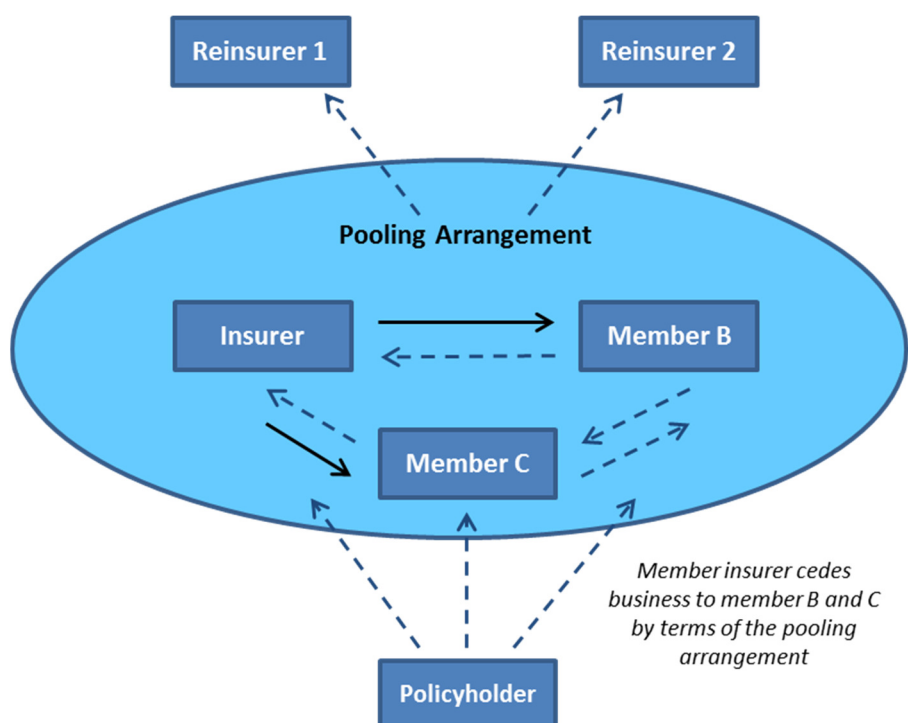 Reinsurer 1
Reinsurer 2
Pooling Arrangement
Insurer
Member B
Member C
Member insurer cedes
business to member B and C
by terms of the pooling
arrangement
Policyholder